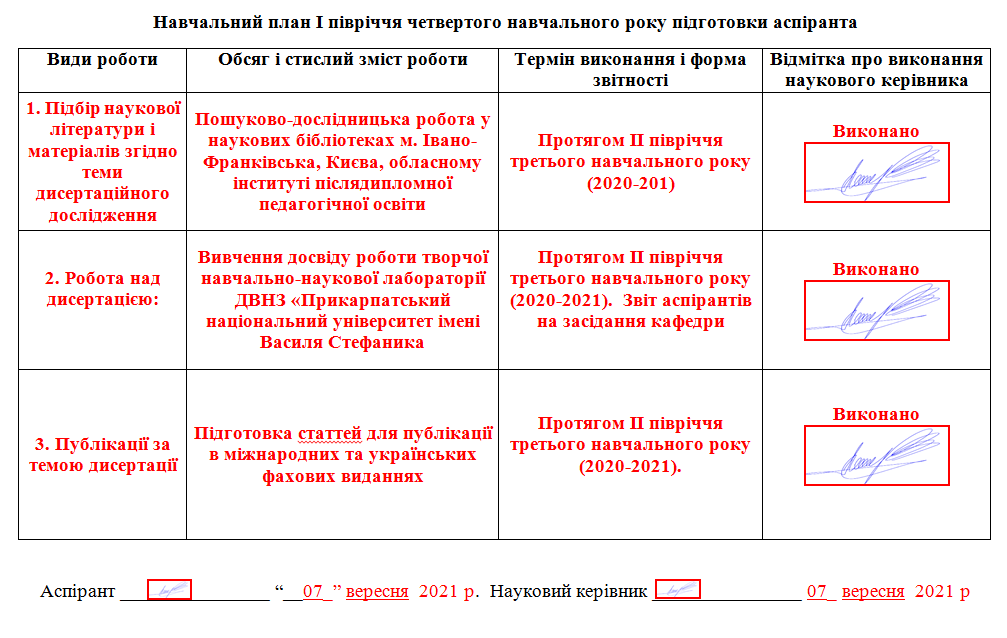 Навчальний план І півріччя четвертого навчального року підготовки аспіранта
Види роботи
Обсяг і стислий зміст роботи
Термін виконання і форма
звітності
Відмітка про виконання
наукового керівника
1. Підбір наукової
літератури і
матеріалів згідно
теми
дисертаційного
дослідження
Пошуково-дослідницька робота у
наукових бібліотеках м. Івано-
Франківська, Києва, обласному
інституті післядипломної
педагогічної освіти
Протягом ІІ півріччя
третього навчального року
(2020-201)
Виконано
2. Робота над
дисертацією:
Вивчення досвіду роботи творчої
навчально-наукової лабораторії
ДВНЗ «Прикарпатський
національний університет імені
Василя Стефаника
Протягом ІІ півріччя
третього навчального року
(2020-2021).  Звіт аспірантів
на засідання кафедри
Виконано
3. Публікації за
темою дисертації
Підготовка статтей для публікації
в міжнародних та українських
фахових виданнях
Протягом ІІ півріччя
третього навчального року
(2020-2021).
Виконано
Аспірант ________________ “__07_” вересня  2021 р.  Науковий керівник ________________ 07_ вересня  2021 р